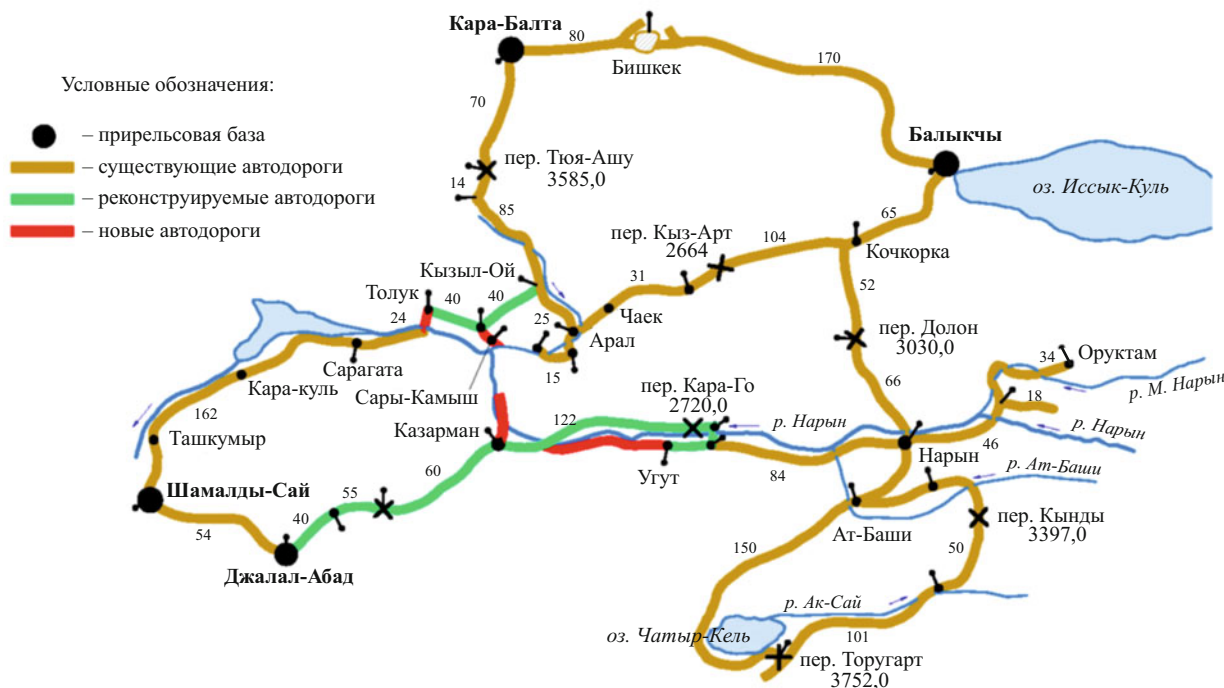 Кара-Балта
80
Бишкек
170
Условные обозначения:
– прирельсовая база
– существующие автодороги
– реконструируемые автодороги
– новые автодороги
70
пер. Тюя-Ашу
3585,0
14
85
Балыкчы
оз. Иссык-Куль
65
Кочкорка
пер. Кыз-Арт
2664
104
31
Чаек
52
Кызыл-Ой
Толук
40
40
24
25
Арал
15
Сарагата
Сары-Камыш
Кара-куль
162
Ташкумыр
пер. Долон
3030,0
66
34
Оруктам
р. М. Нарын
18
р. Нарын
46
Нарын
пер. Кара-Го
2720,0
р. Нарын
122
Казарман
Угут
84
60
р. Ат-Баши
Шамалды-Сай
54
55
40
Джалал-Абад
Ат-Баши
пер. Кынды
3397,0
50
150
р. Ак-Сай
оз. Чатыр-Кель
101
пер. Торугарт
3752,0